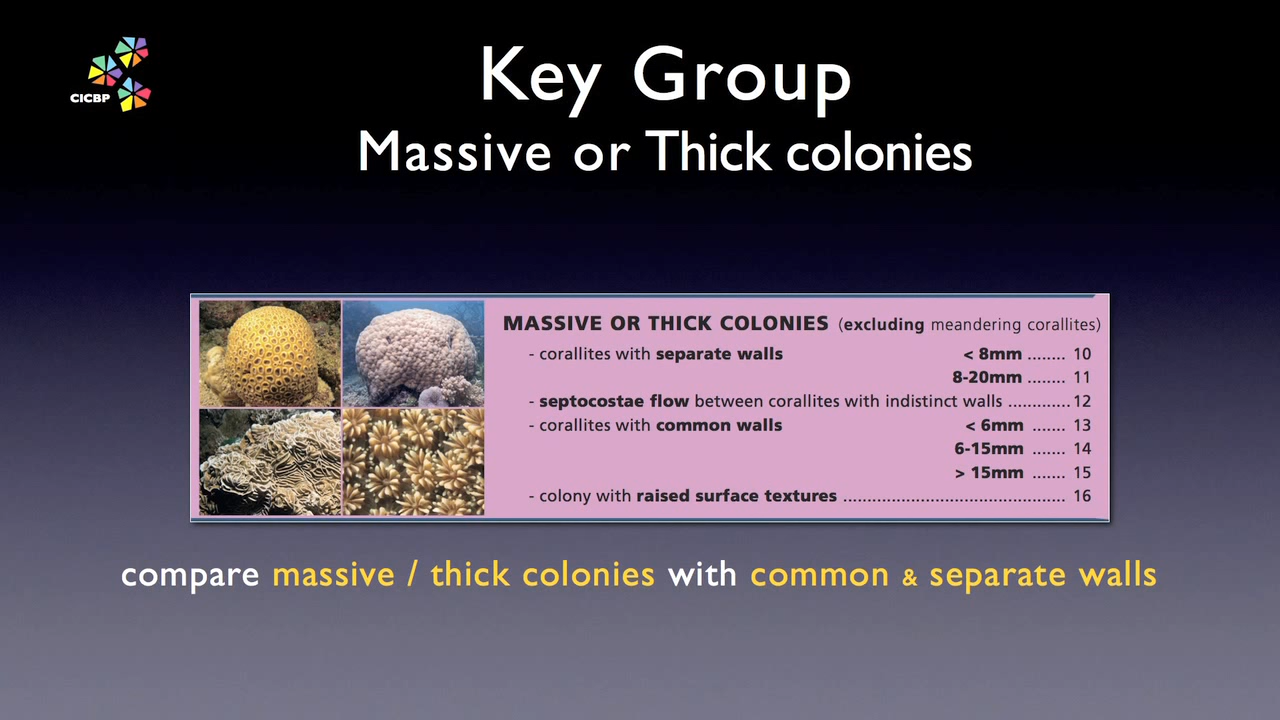 CICBP
Key Group
Massive or Thick colonies
MASSIVE OR THICK COLONIES (excluding meandering corallites)
- corallites with separate walls < 8mm ........ 10
8-20mm ........ 11
- septocostae flow between corallites with indistinct walls .............12
- corallites with common walls < 6mm ....... 13
6-15mm ....... 14
> 15mm ....... 15
- colony with raised surface textures .............................................. 16
compare massive / thick colonies with common & separate walls